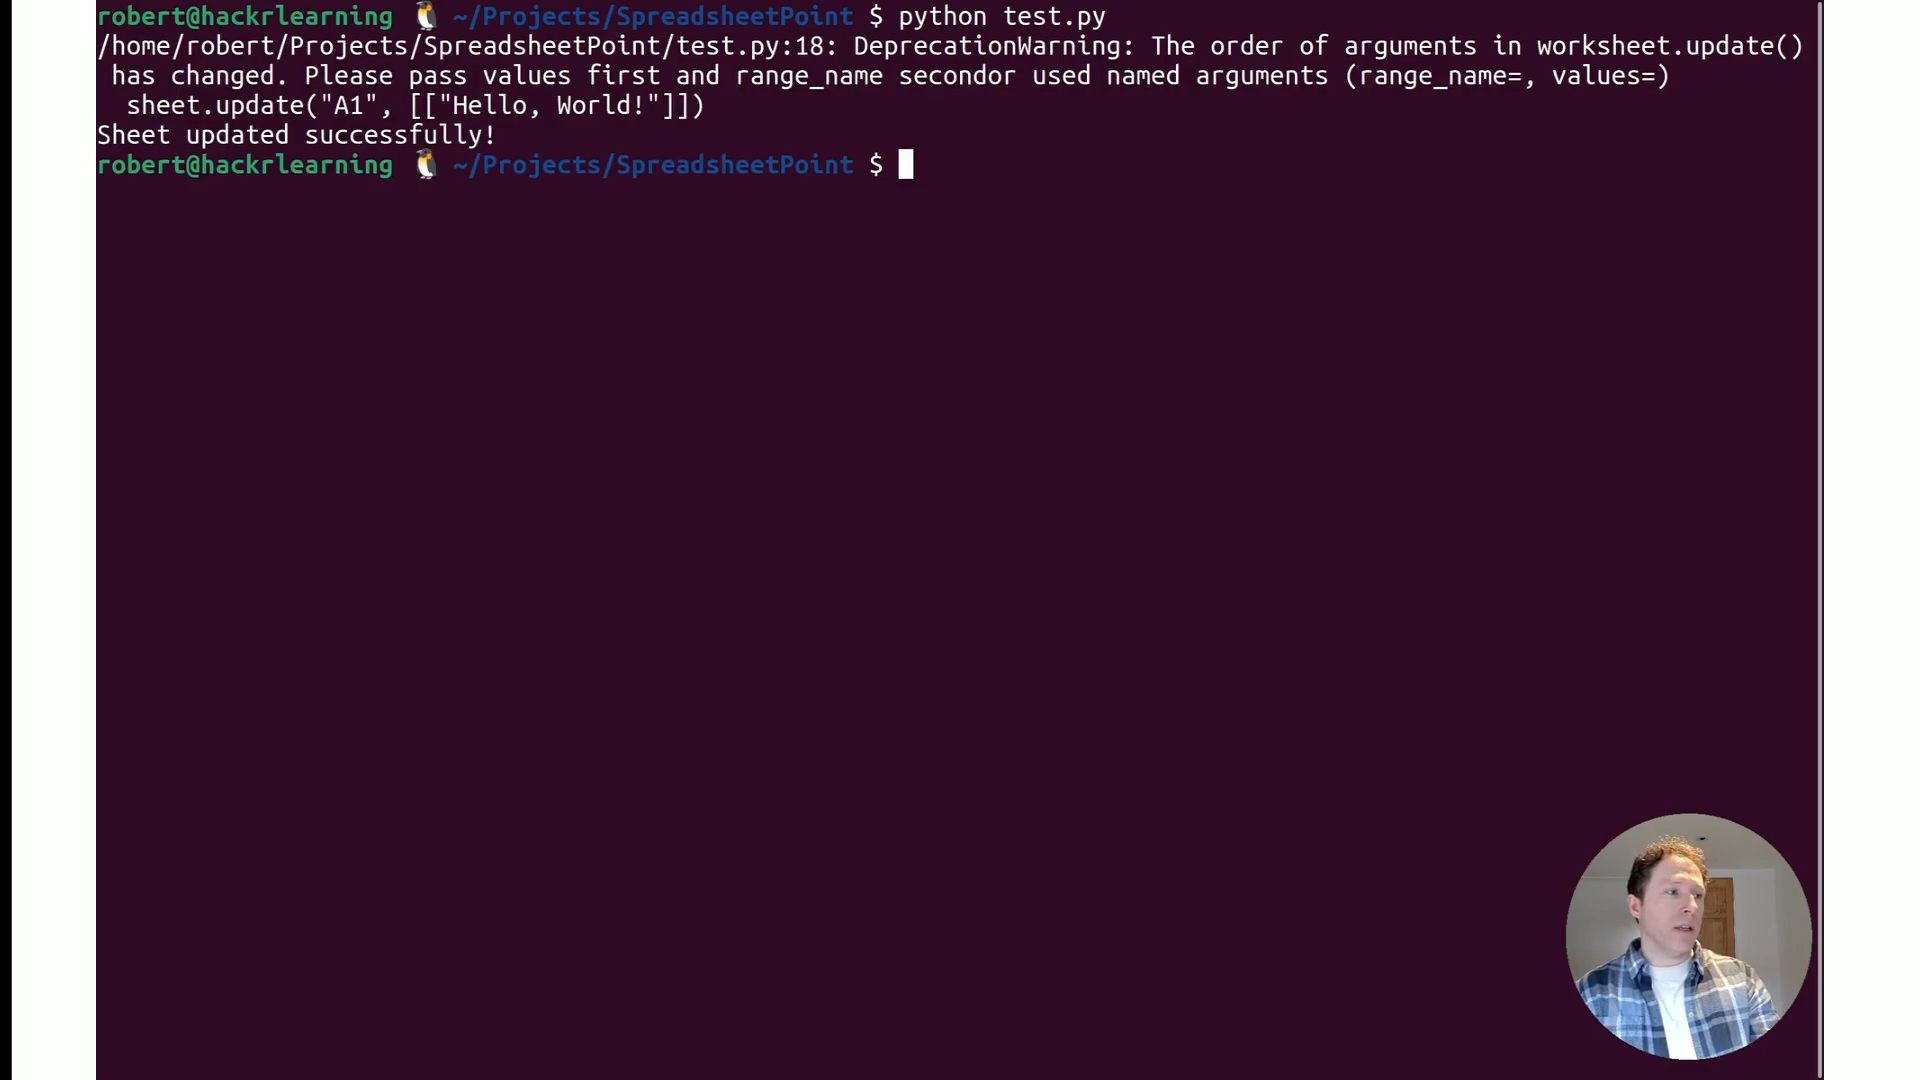 robert@hackrlearning 🐧 ~/Projects/SpreadsheetPoint $ python test.py
/home/robert/Projects/SpreadsheetPoint/test.py:18: DeprecationWarning: The order of arguments in worksheet.update()
has changed. Please pass values first and range_name secondor used named arguments (range_name=, values=)
sheet.update("A1", [["Hello, World!"]])
Sheet updated successfully!
robert@hackrlearning 🐧 ~/Projects/SpreadsheetPoint $